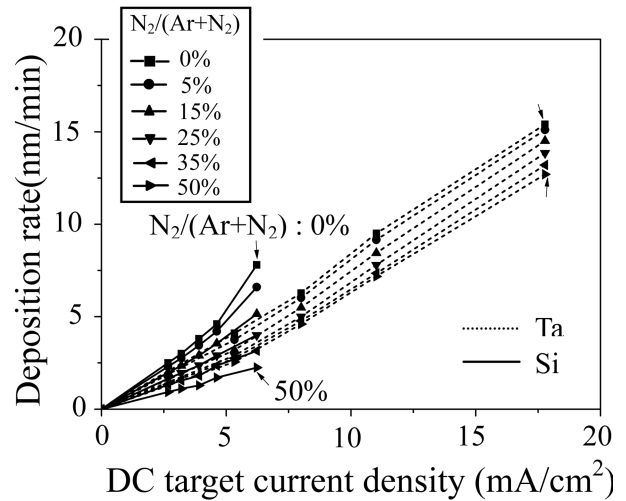 20
15
10
5
0
Deposition rate(nm/min)
N₂/(Ar+N₂)
0%
5%
15%
25%
35%
50%
N₂/(Ar+N₂) : 0%
50%
Ta
Si
0
5
10
15
20
DC target current density (mA/cm²)